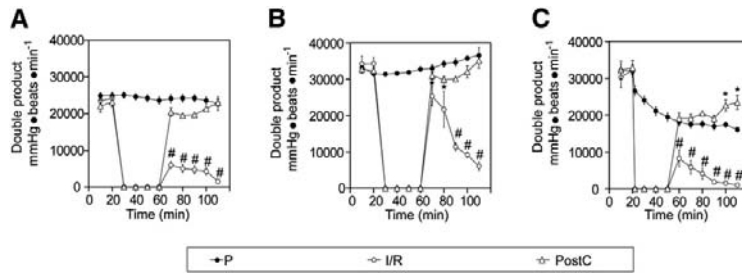 A
B
C
Double product
mmHg●beats●min-1
40000
30000
20000
10000
0
# # # # #
0 20 40 60 80 100
Time (min)
Double product
mmHg●beats●min-1
40000
30000
20000
10000
0
* *
# # #
0 20 40 60 80 100
Time (min)
Double product
mmHg●beats●min-1
40000
30000
20000
10000
0
* *
# # # # # #
0 20 40 60 80 100
Time (min)
P I/R PostC